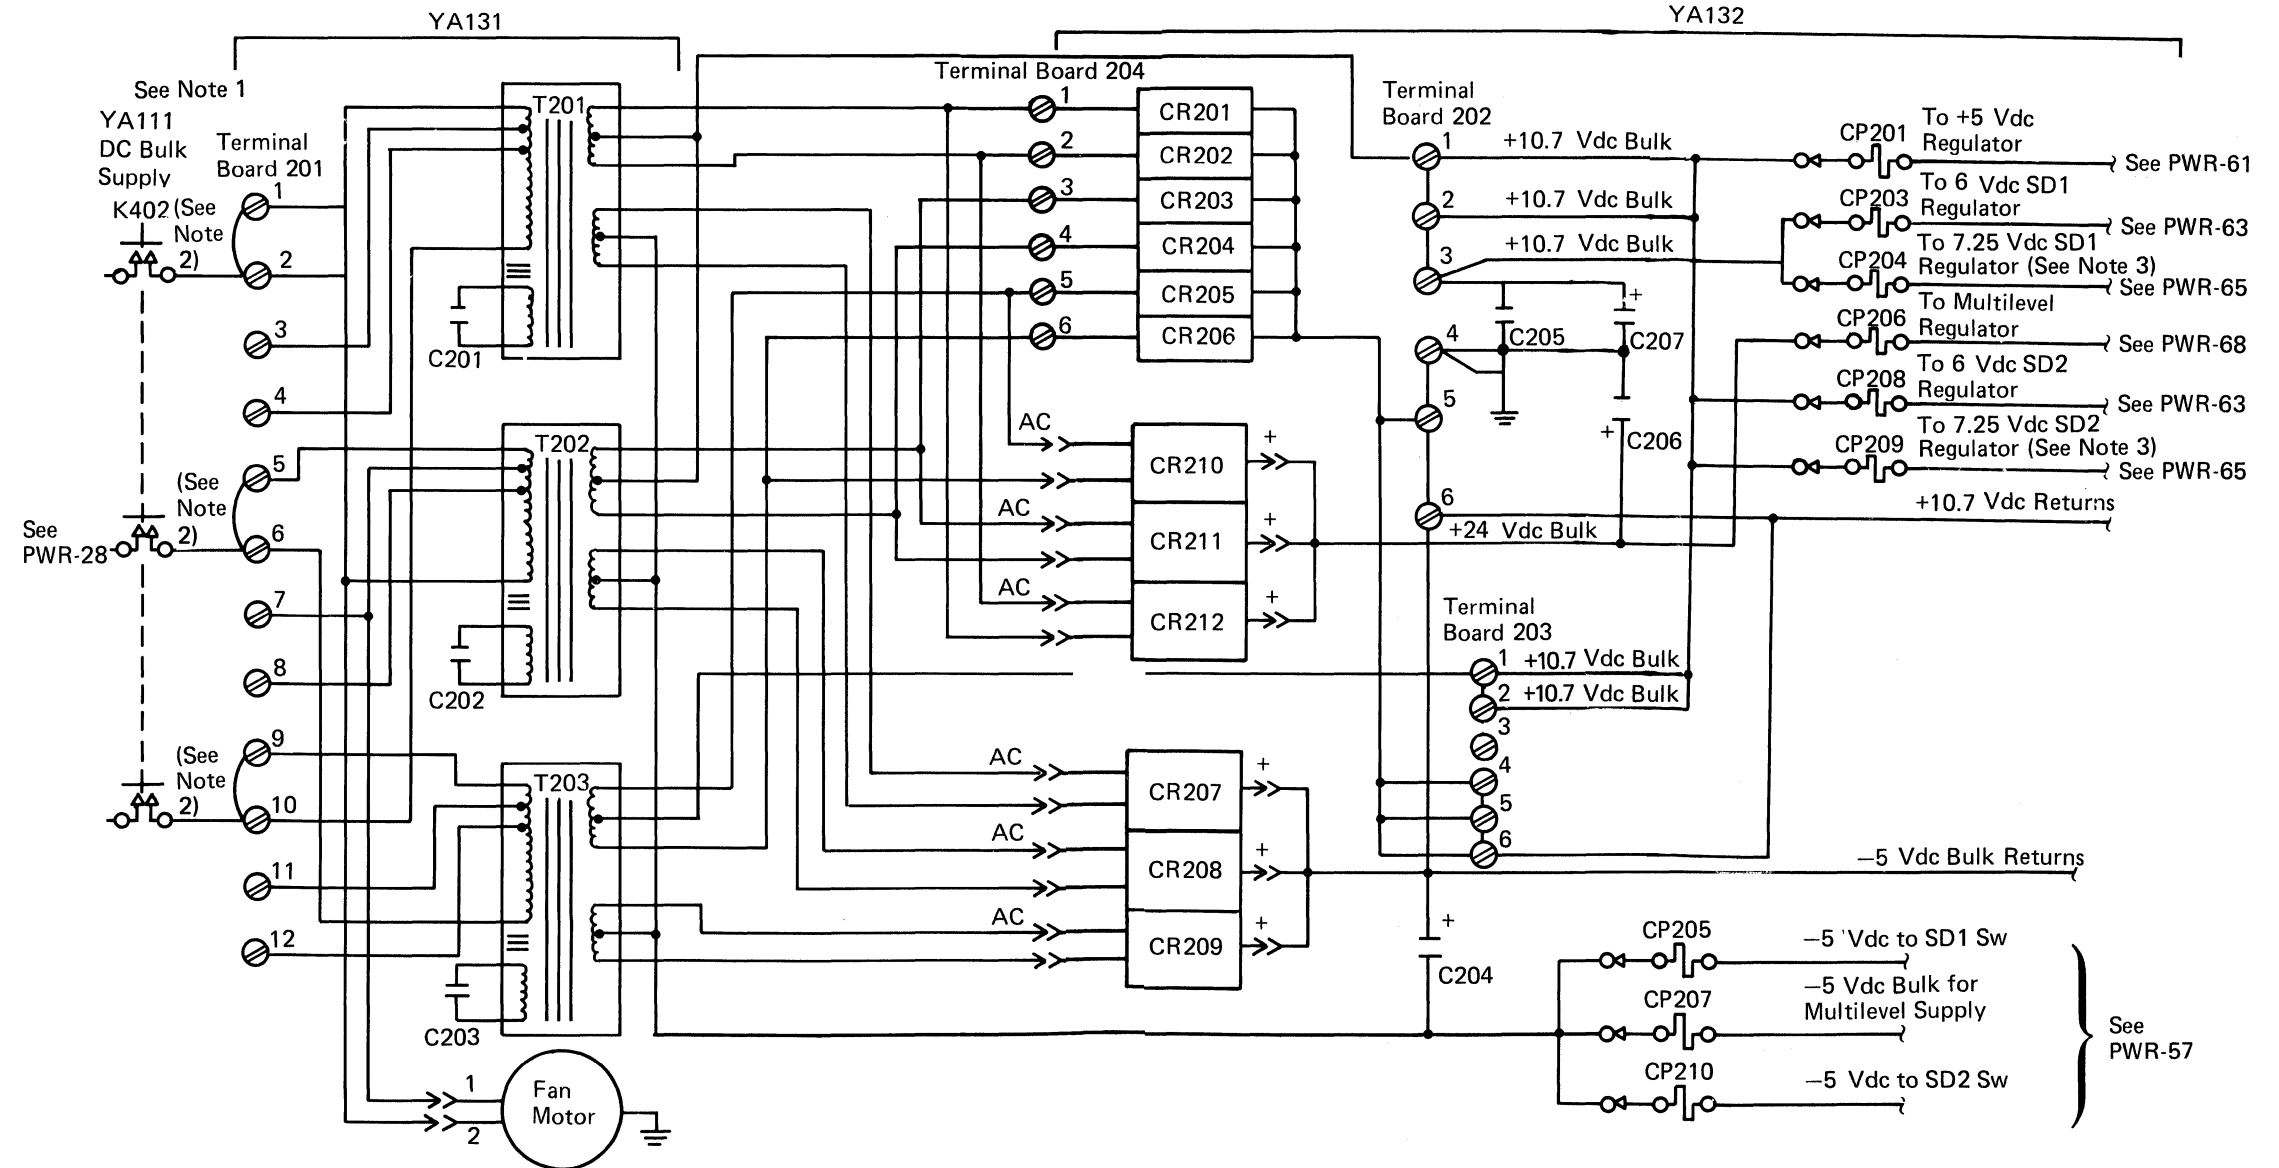 YA131
YA132
See Note 1
YA111
DC Bulk
Supply
Terminal
Board 201
K402
(See
Note
2)
1
2
3
4
5
6
7
8
9
10
11
12
(See
Note
2)
(See
Note
2)
See
PWR-28
T201
C201
T202
C202
T203
C203
1
2
Fan
Motor
Terminal Board 204
1
2
3
4
5
6
CR201
CR202
CR203
CR204
CR205
CR206
AC
AC
AC
CR210
CR211
CR212
+
+
+
AC
AC
AC
CR207
CR208
CR209
+
+
+
Terminal
Board 202
1
2
3
4
5
6
+10.7 Vdc Bulk
+10.7 Vdc Bulk
+10.7 Vdc Bulk
C205
+
C207
+
C206
+24 Vdc Bulk
Terminal
Board 203
1
2
3
4
5
6
+10.7 Vdc Bulk
+10.7 Vdc Bulk
+
C204
CP201
To +5 Vdc
Regulator
See PWR-61
CP203
To 6 Vdc SD1
Regulator
See PWR-63
CP204
To 7.25 Vdc SD1
Regulator (See Note 3)
See PWR-65
CP206
To Multilevel
Regulator
See PWR-68
CP208
To 6 Vdc SD2
Regulator
See PWR-63
CP209
To 7.25 Vdc SD2
Regulator (See Note 3)
See PWR-65
+10.7 Vdc Returns
−5 Vdc Bulk Returns
CP205
−5 Vdc to SD1 Sw
CP207
−5 Vdc Bulk for
Multilevel Supply
CP210
−5 Vdc to SD2 Sw
See
PWR-57